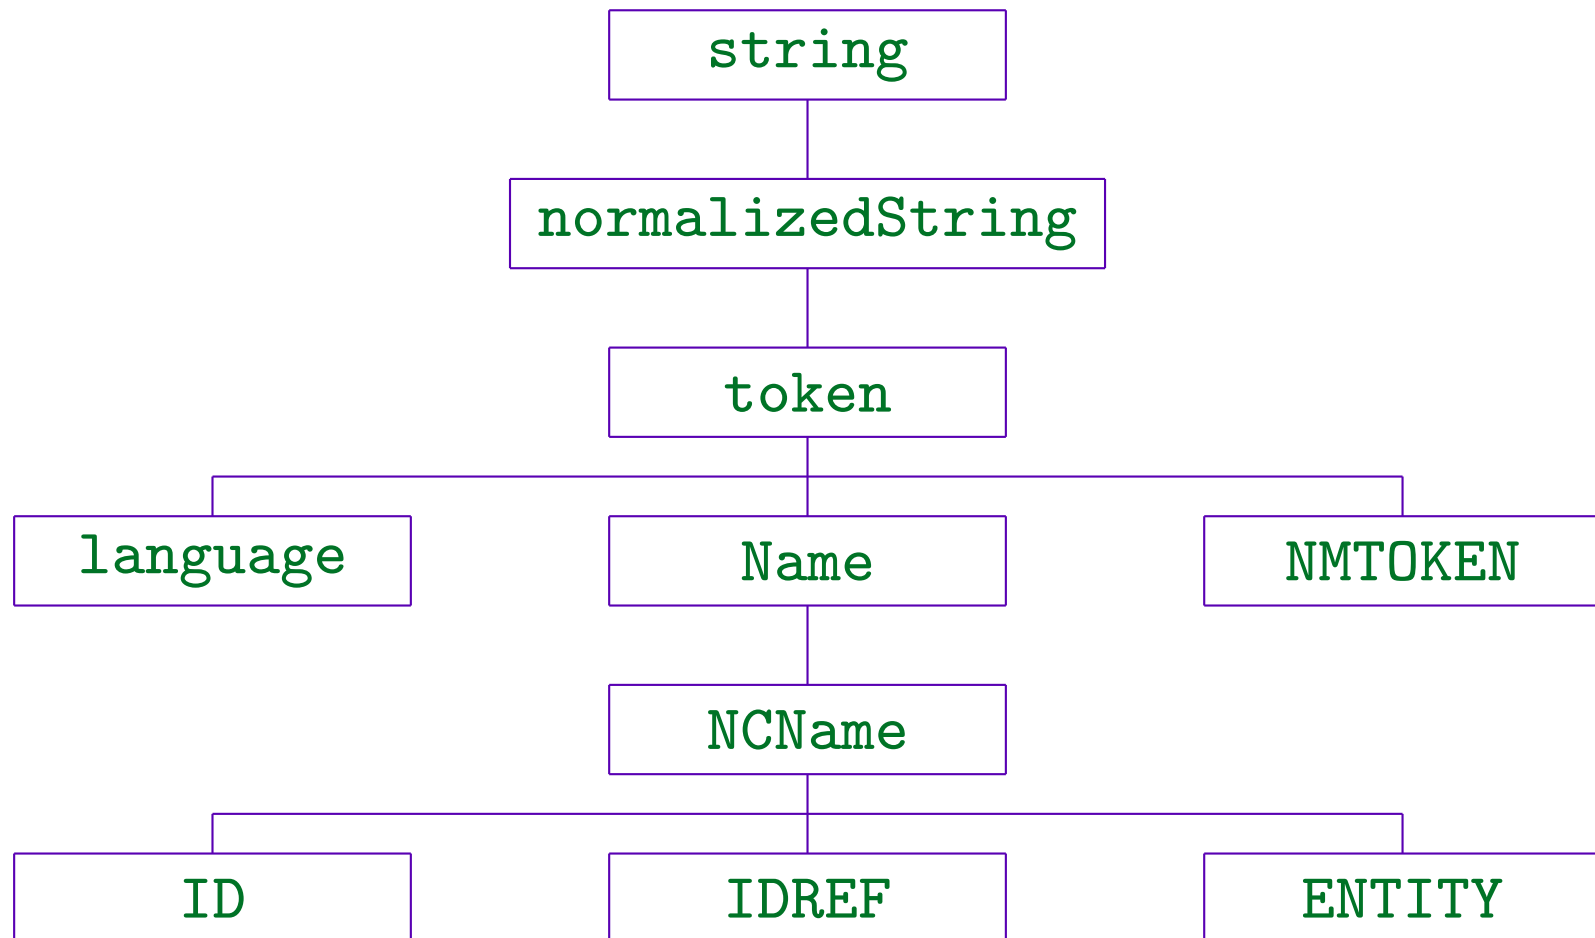 string
normalizedString
token
language Name NMTOKEN
NCName
ID IDREF ENTITY